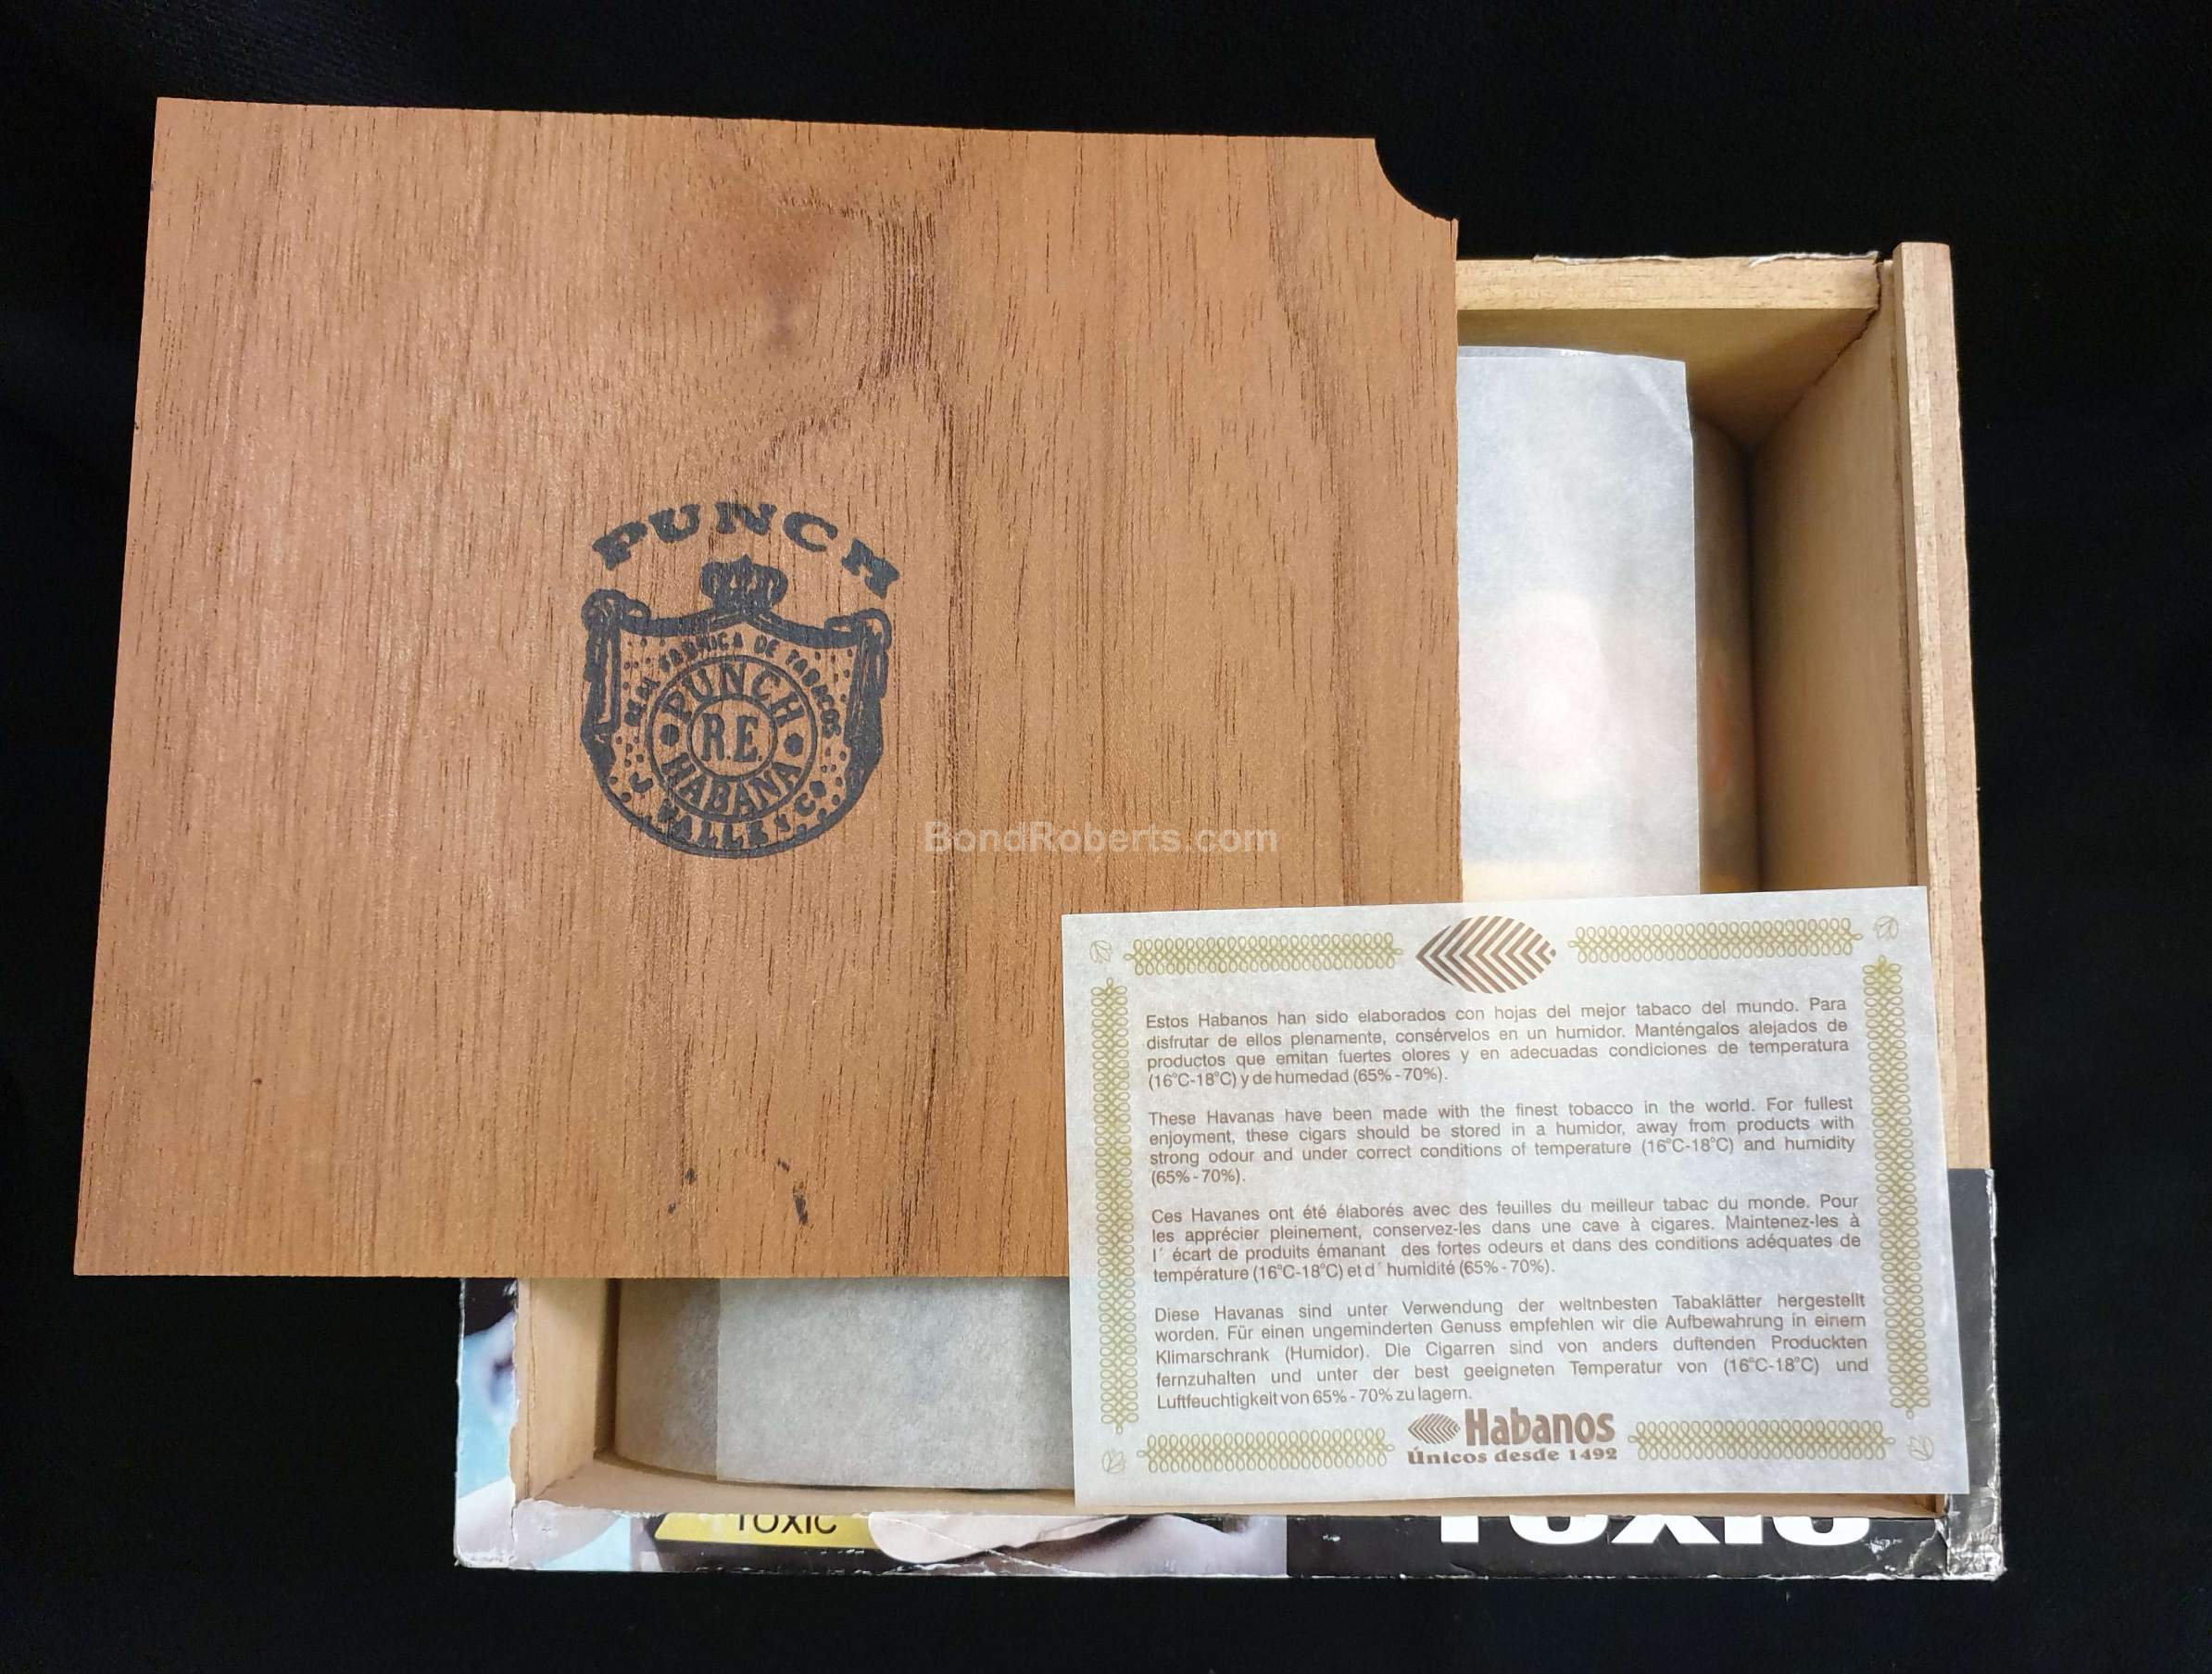 PUNCH
REAL FABRICA DE TABACOS
PUNCH
R.E.
HABANA
J. VALLE Y CO
BondRoberts.com
Estos Habanos han sido elaborados con hojas del mejor tabaco del mundo. Para
disfrutar de ellos plenamente, consérvelos en un humidor. Manténgalos alejados de
productos que emitan fuertes olores y en adecuadas condiciones de temperatura
(16°C-18°C) y de humedad (65% - 70%).
These Havanas have been made with the finest tobacco in the world. For fullest
enjoyment, these cigars should be stored in a humidor, away from products with
strong odour and under correct conditions of temperature (16°C-18°C) and humidity
(65% - 70%).
Ces Havanes ont été élaborés avec des feuilles du meilleur tabac du monde. Pour
les apprécier pleinement, conservez-les dans une cave à cigares. Maintenez-les à
l´ écart de produits émanant des fortes odeurs et dans des conditions adéquates de
température (16°C-18°C) et d´ humidité (65% - 70%).
Diese Havanas sind unter Verwendung der weltnbesten Tabaklätter hergestellt
worden. Für einen ungeminderten Genuss empfehlen wir die Aufbewahrung in einem
Klimarschrank (Humidor). Die Cigarren sind von anders duftenden Produckten
fernzuhalten und unter der best geeigneten Temperatur von (16°C-18°C) und
Luftfeuchtigkeit von 65% - 70% zu lagern.
Habanos
Únicos desde 1492
TOXIC
TOXIC